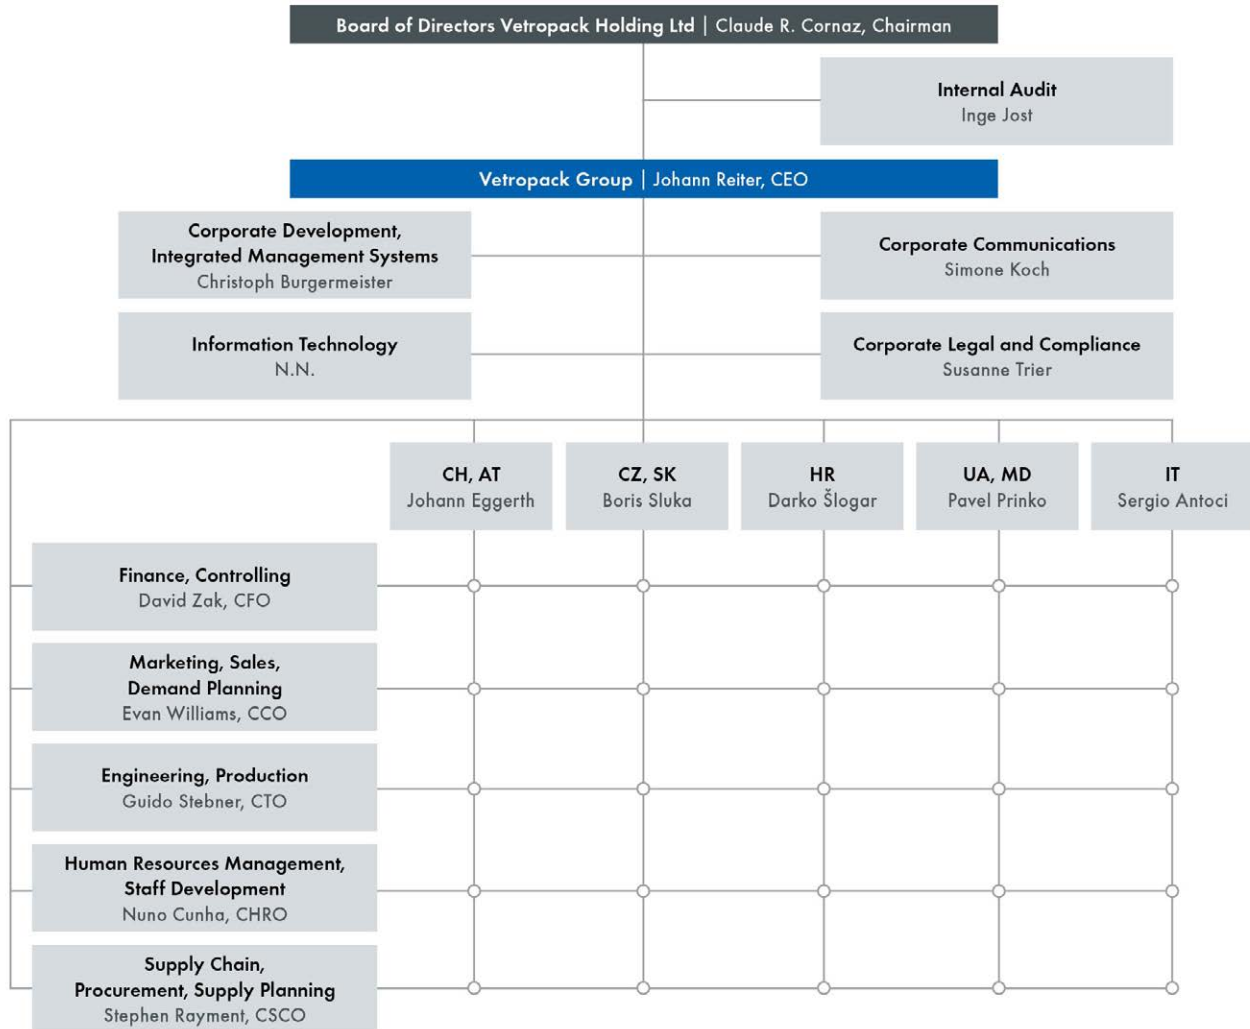 Board of Directors Vetropack Holding Ltd | Claude R. Cornaz, Chairman
Internal Audit
Inge Jost
Vetropack Group | Johann Reiter, CEO
Corporate Development,
Integrated Management Systems
Christoph Burgermeister
Corporate Communications
Simone Koch
Information Technology
N.N.
Corporate Legal and Compliance
Susanne Trier
CH, AT
Johann Eggerth
CZ, SK
Boris Sluka
HR
Darko Šlogar
UA, MD
Pavel Prinko
IT
Sergio Antoci
Finance, Controlling
David Zak, CFO
Marketing, Sales,
Demand Planning
Evan Williams, CCO
Engineering, Production
Guido Stebner, CTO
Human Resources Management,
Staff Development
Nuno Cunha, CHRO
Supply Chain,
Procurement, Supply Planning
Stephen Rayment, CSCO